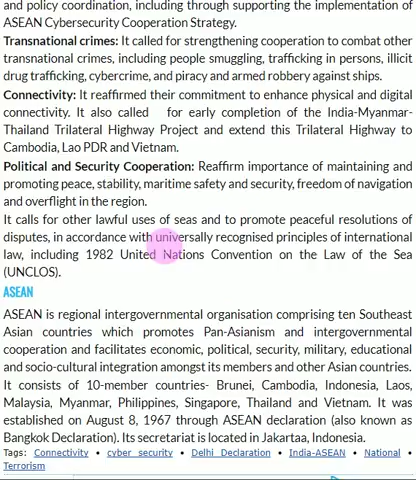 and policy coordination, including through supporting the implementation of
ASEAN Cybersecurity Cooperation Strategy.
Transnational crimes: It called for strengthening cooperation to combat other
transnational crimes, including people smuggling, trafficking in persons, illicit
drug trafficking, cybercrime, and piracy and armed robbery against ships.
Connectivity: It reaffirmed their commitment to enhance physical and digital
connectivity. It also called for early completion of the India-Myanmar-
Thailand Trilateral Highway Project and extend this Trilateral Highway to
Cambodia, Lao PDR and Vietnam.
Political and Security Cooperation: Reaffirm importance of maintaining and
promoting peace, stability, maritime safety and security, freedom of navigation
and overflight in the region.
It calls for other lawful uses of seas and to promote peaceful resolutions of
disputes, in accordance with universally recognised principles of international
law, including 1982 United Nations Convention on the Law of the Sea
(UNCLOS).
ASEAN
ASEAN is regional intergovernmental organisation comprising ten Southeast
Asian countries which promotes Pan-Asianism and intergovernmental
cooperation and facilitates economic, political, security, military, educational
and socio-cultural integration amongst its members and other Asian countries.
It consists of 10-member countries- Brunei, Cambodia, Indonesia, Laos,
Malaysia, Myanmar, Philippines, Singapore, Thailand and Vietnam. It was
established on August 8, 1967 through ASEAN declaration (also known as
Bangkok Declaration). Its secretariat is located in Jakartaa, Indonesia.
Tags: Connectivity • cyber security • Delhi Declaration • India-ASEAN • National •
Terrorism